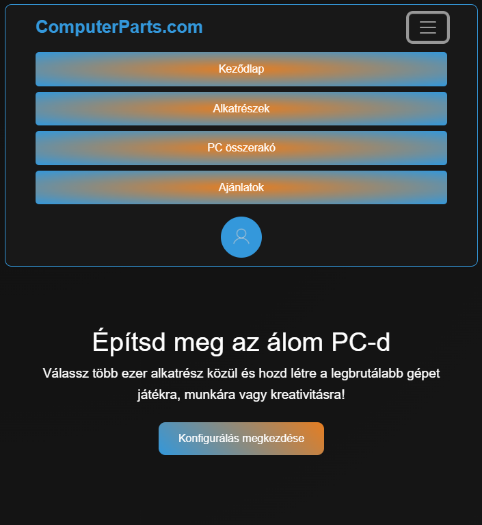 ComputerParts.com
Keződlap
Alkatrészek
PC összerakó
Ajánlatok
Építsd meg az álom PC-d
Válassz több ezer alkatrész közül és hozd létre a legbrutálabb gépet
játékra, munkára vagy kreativitásra!
Konfigurálás megkezdése